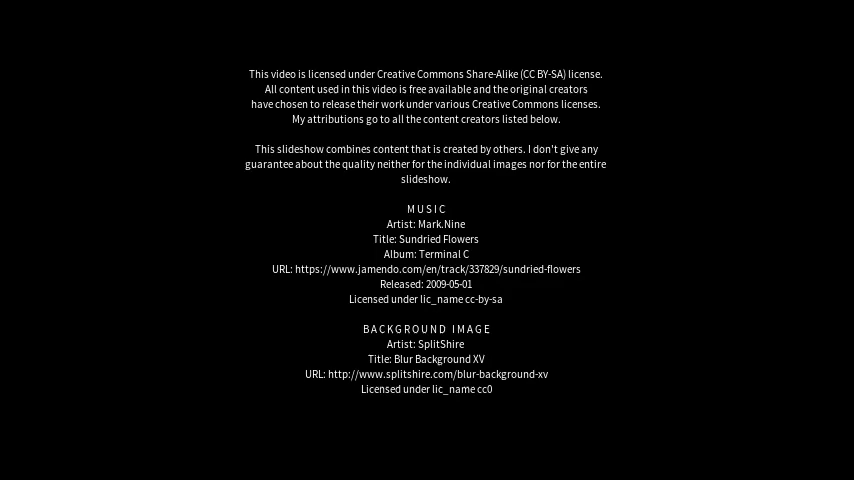 This video is licensed under Creative Commons Share-Alike (CC BY-SA) license.
All content used in this video is free available and the original creators
have chosen to release their work under various Creative Commons licenses.
My attributions go to all the content creators listed below.
This slideshow combines content that is created by others. I don't give any
guarantee about the quality neither for the individual images nor for the entire
slideshow.
MUSIC
Artist: Mark.Nine
Title: Sundried Flowers
Album: Terminal C
URL: https://www.jamendo.com/en/track/337829/sundried-flowers
Released: 2009-05-01
Licensed under lic_name cc-by-sa
BACKGROUND IMAGE
Artist: SplitShire
Title: Blur Background XV
URL: http://www.splitshire.com/blur-background-xv
Licensed under lic_name cc0